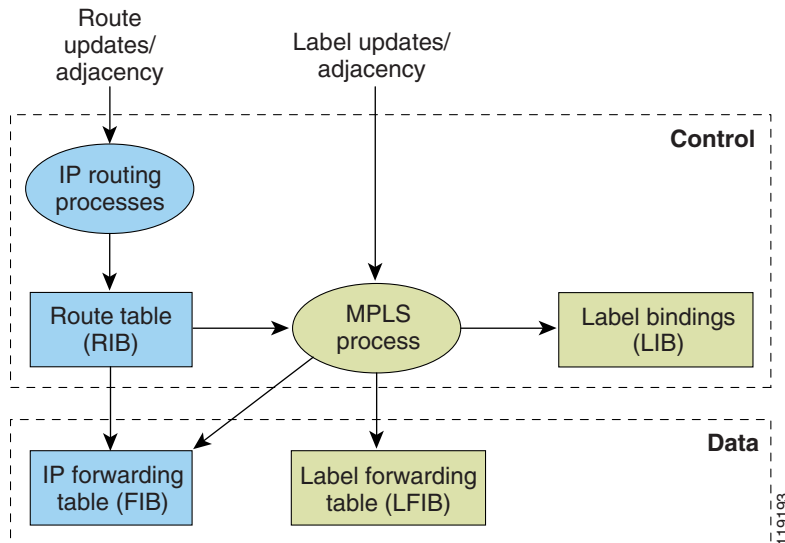 Route
updates/
adjacency
Label updates/
adjacency
Control
IP routing
processes
Route table
(RIB)
MPLS
process
Label bindings
(LIB)
Data
IP forwarding
table (FIB)
Label forwarding
table (LFIB)
119193